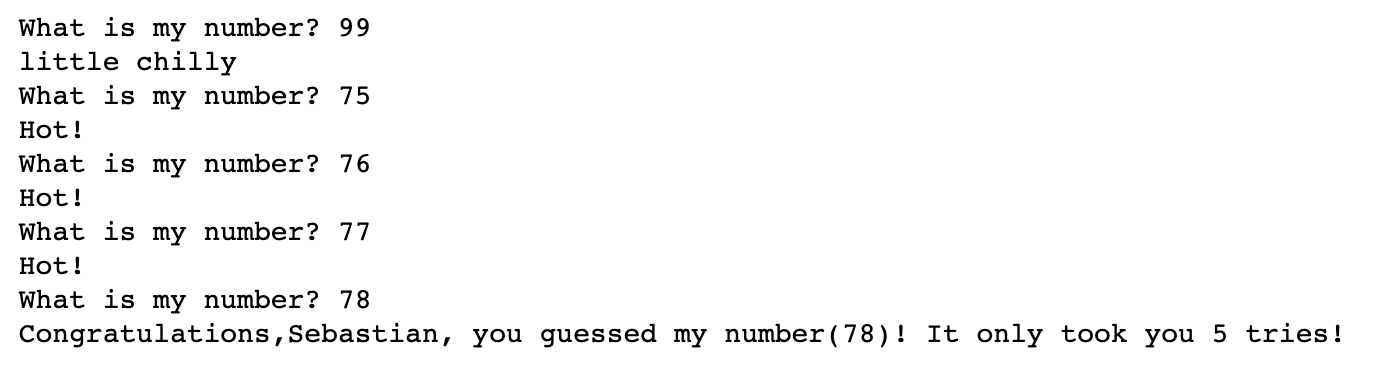 What is my number? 99
little chilly
What is my number? 75
Hot!
What is my number? 76
Hot!
What is my number? 77
Hot!
What is my number? 78
Congratulations,Sebastian, you guessed my number(78)! It only took you 5 tries!